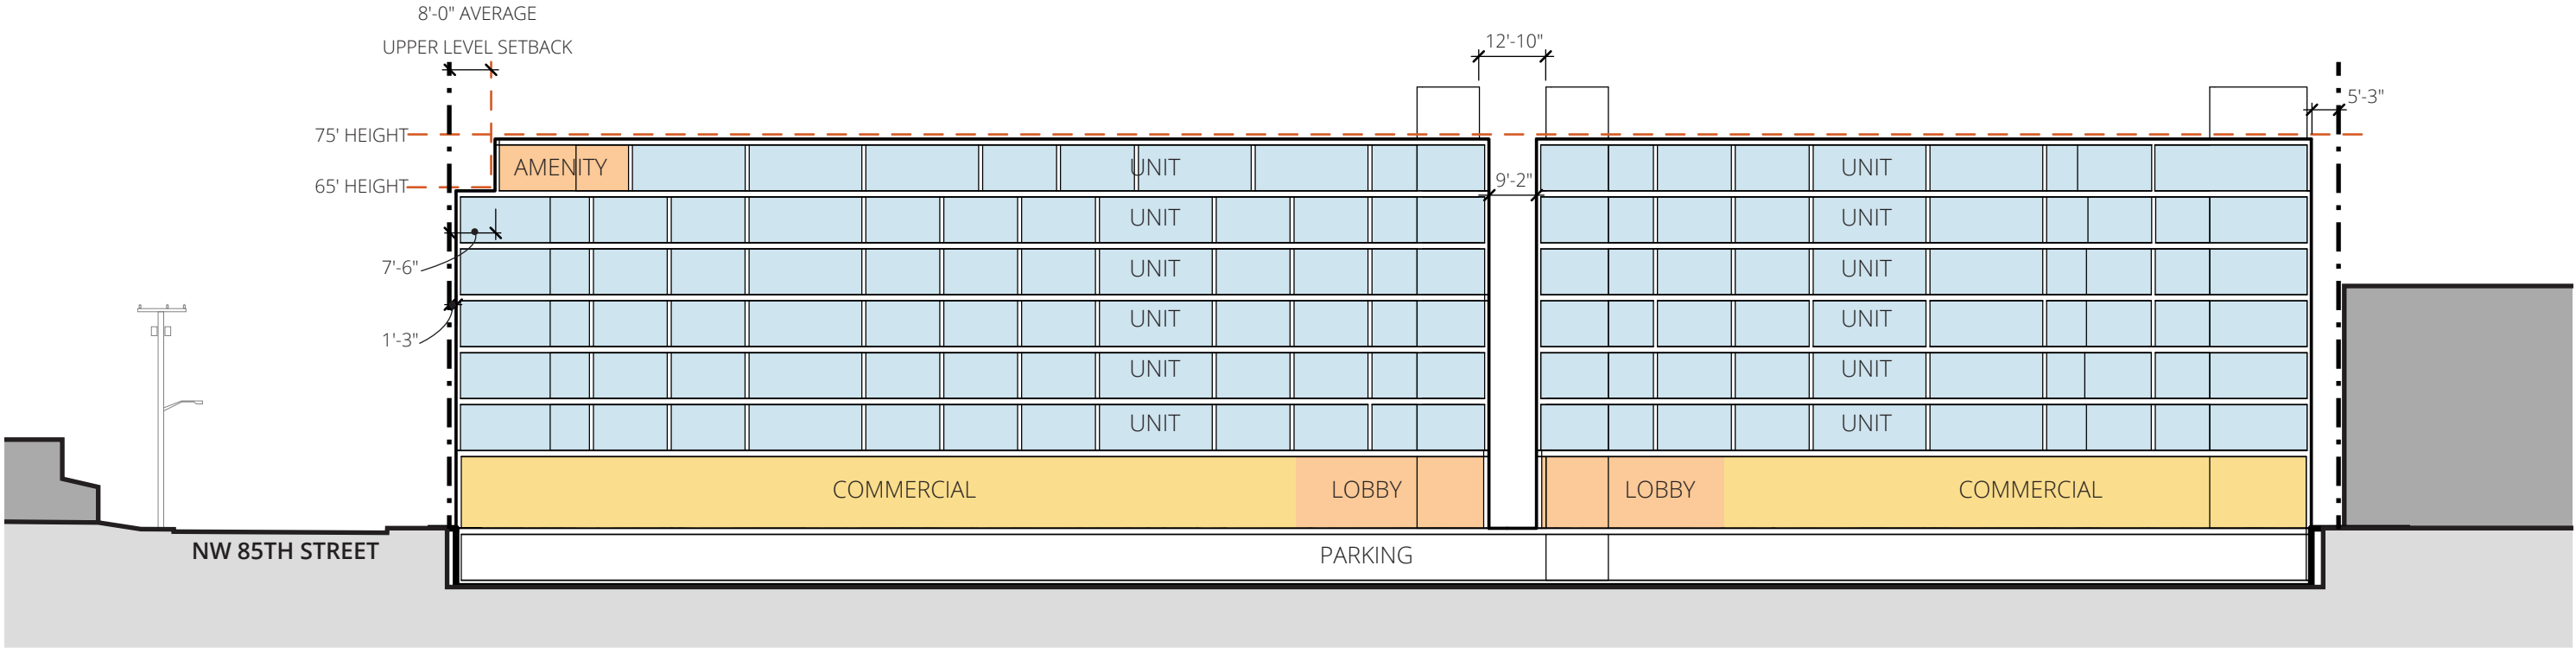 8'-0" AVERAGE
UPPER LEVEL SETBACK
12'-10"
5'-3"
75' HEIGHT
65' HEIGHT
AMENITY
UNIT
UNIT
9'-2"
UNIT
UNIT
7'-6"
UNIT
UNIT
1'-3"
UNIT
UNIT
UNIT
UNIT
UNIT
UNIT
COMMERCIAL
LOBBY
LOBBY
COMMERCIAL
NW 85TH STREET
PARKING